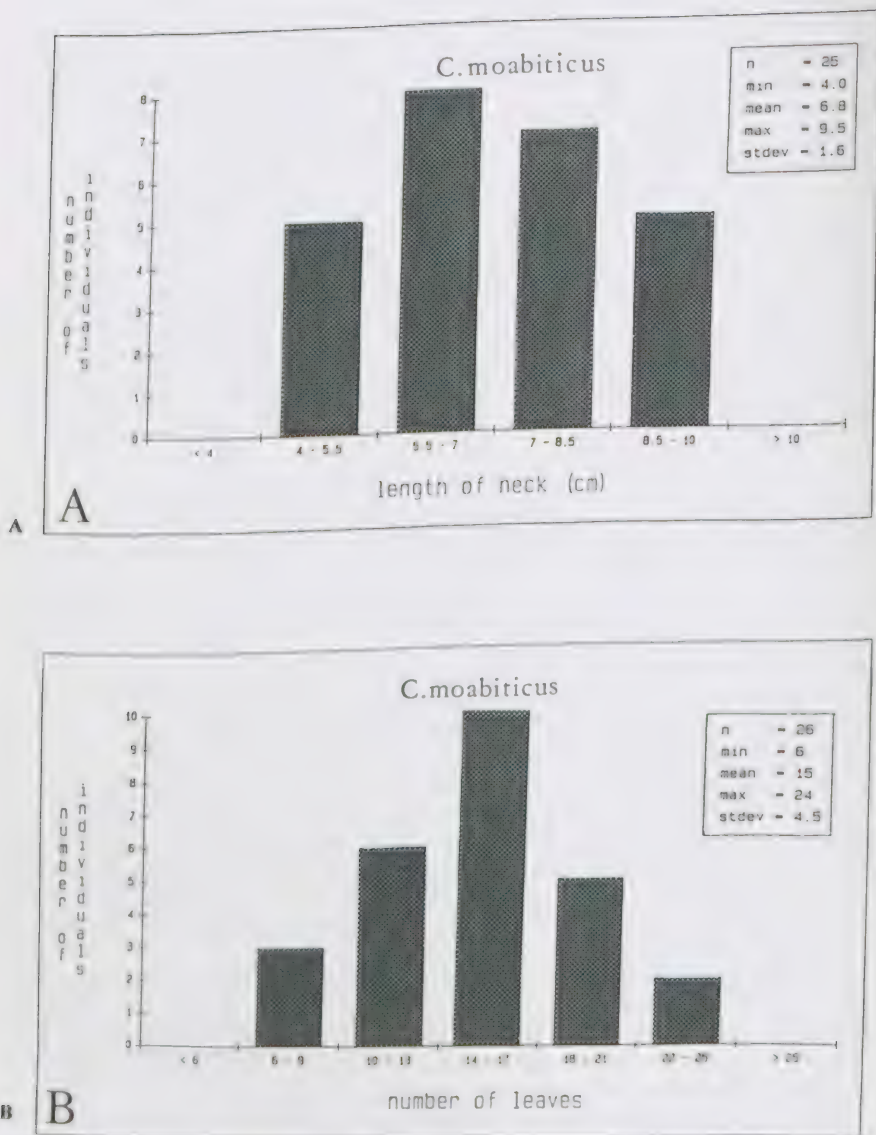 C. moabiticus
n = 25
min = 4.0
mean = 6.8
max = 9.5
stdev = 1.6
number of individuals
8
7
6
5
4
3
2
1
0
< 4
4 - 5.5
5.5 - 7
7 - 8.5
8.5 - 10
> 10
length of neck (cm)
A
A
C. moabiticus
n = 26
min = 6
mean = 15
max = 24
stdev = 4.5
number of individuals
10
9
8
7
6
5
4
3
2
1
0
< 6
6 - 9
10 - 13
14 - 17
18 - 21
> 25
number of leaves
B
B